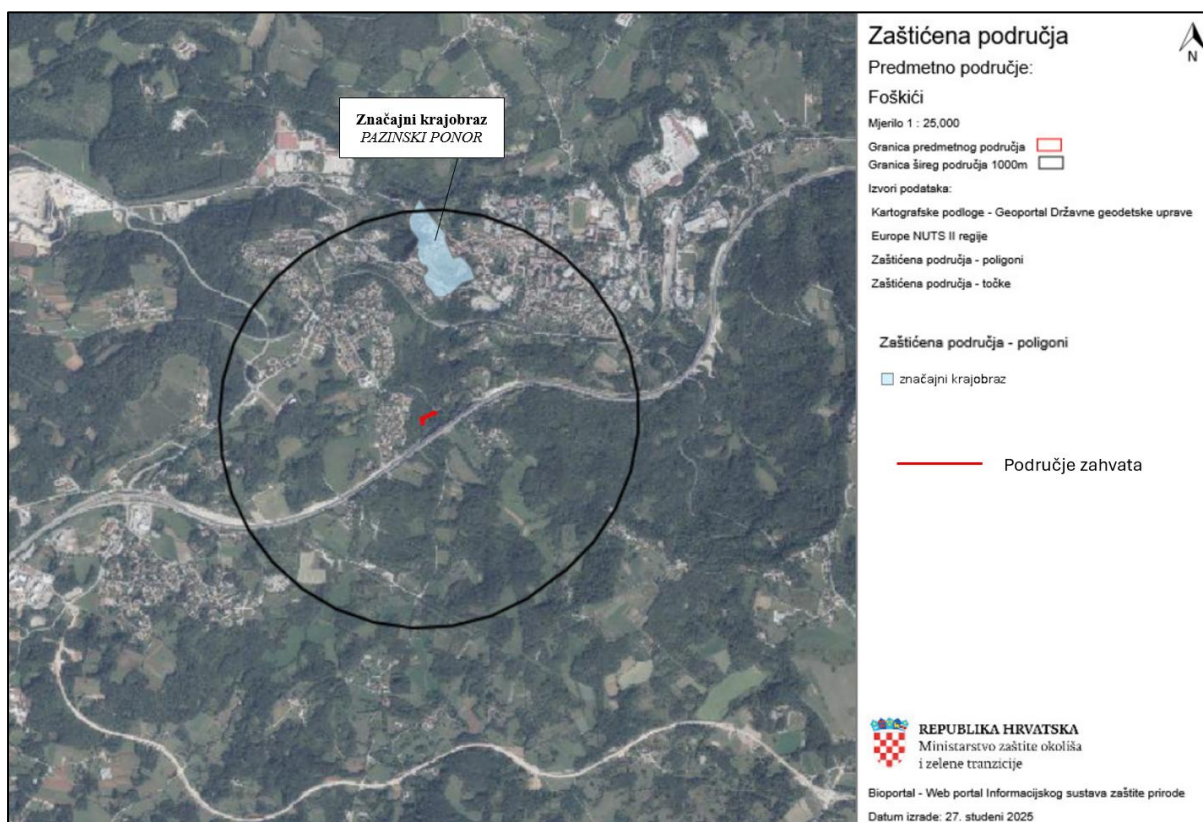 Značajni krajobraz
PAZINSKI PONOR
Zaštićena područja
N
Predmetno područje:
Foškići
Mjerilo 1 : 25,000
Granica predmetnog područja
Granica šireg područja 1000m
Izvori podataka:
Kartografske podloge - Geoportal Državne geodetske uprave
Europe NUTS II regije
Zaštićena područja - poligoni
Zaštićena područja - točke
Zaštićena područja - poligoni
značajni krajobraz
Područje zahvata
REPUBLIKA HRVATSKA
Ministarstvo zaštite okoliša
i zelene tranzicije
Bioportal - Web portal Informacijskog sustava zaštite prirode
Datum izrade: 27. studeni 2025